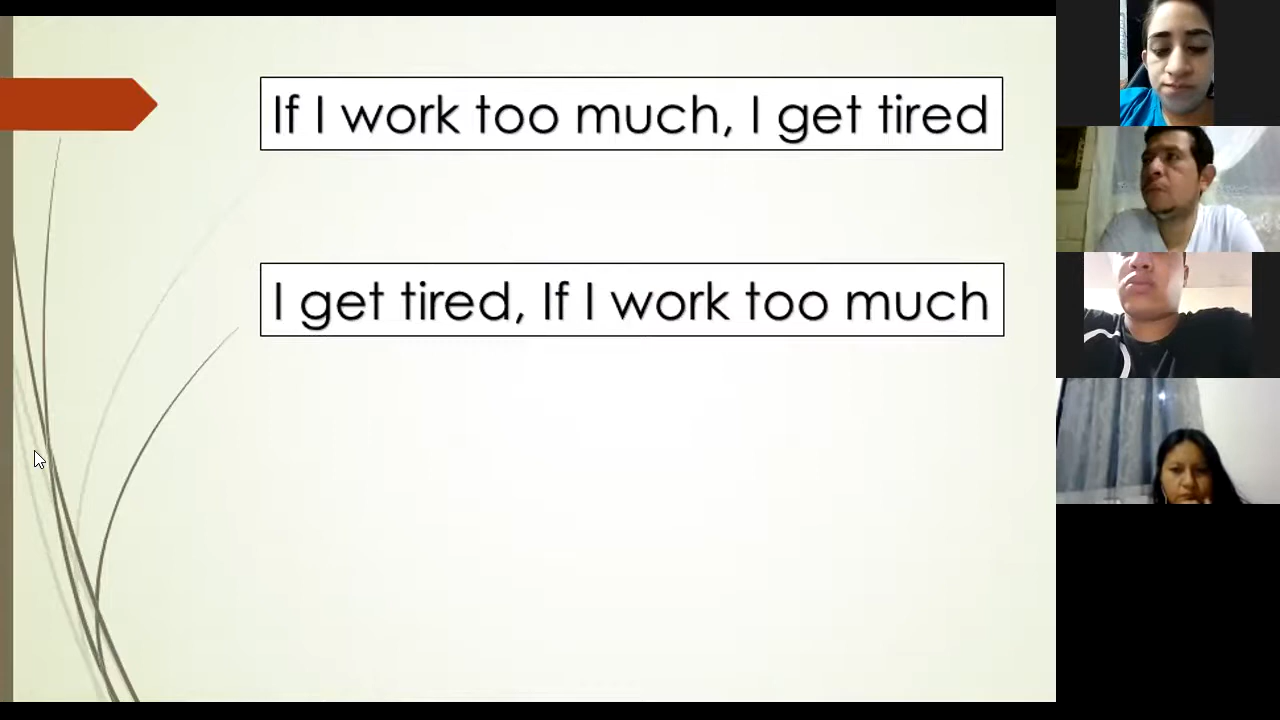 If I work too much, I get tired
I get tired, If I work too much